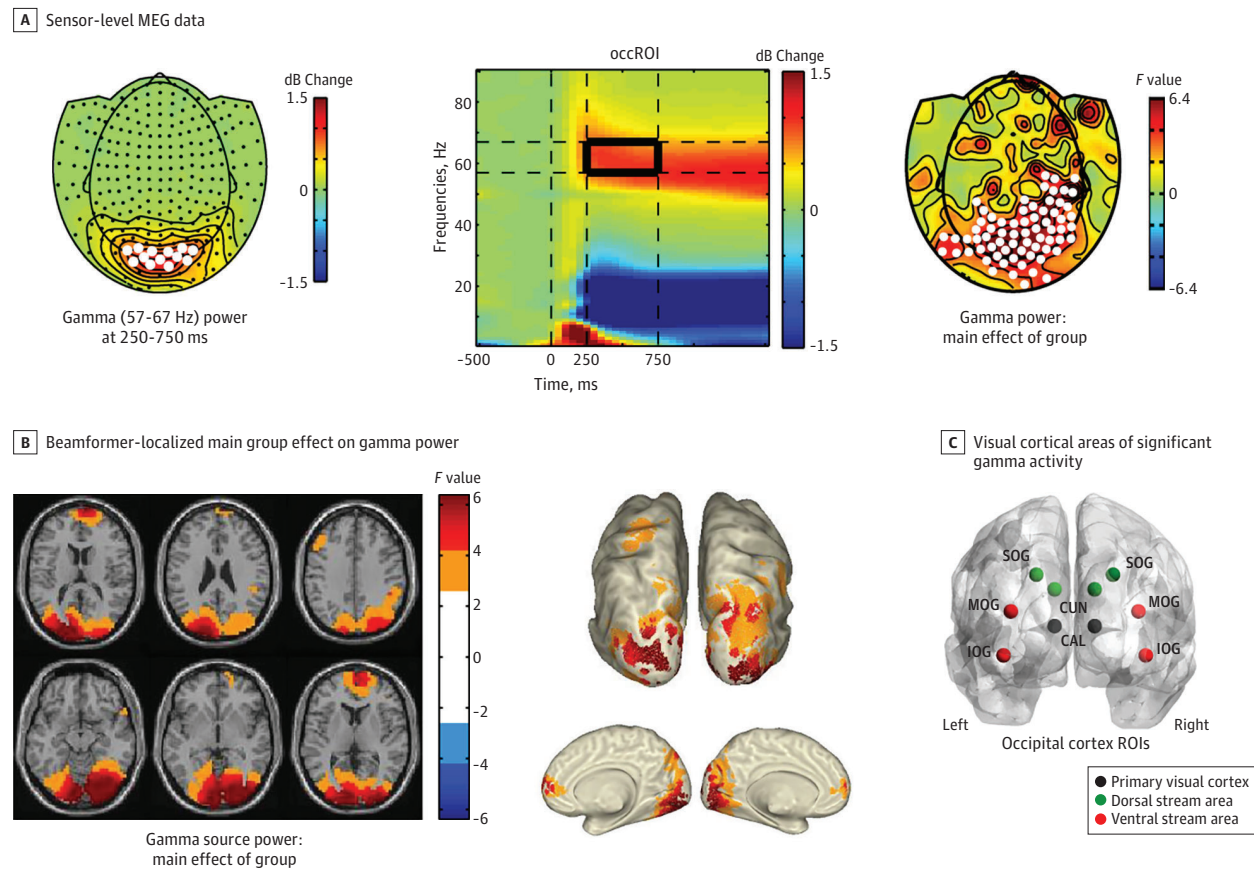 A Sensor-level MEG data
dB Change
1.5
0
-1.5
Gamma (57-67 Hz) power
at 250-750 ms
occROI
Frequencies, Hz
80
60
40
20
-500
0
250
750
Time, ms
dB Change
1.5
0
-1.5
F value
6.4
0
-6.4
Gamma power:
main effect of group
B Beamformer-localized main group effect on gamma power
F value
6
4
2
0
-2
-4
-6
Gamma source power:
main effect of group
C Visual cortical areas of significant
gamma activity
SOG
SOG
MOG
CUN
MOG
CAL
IOG
IOG
Left
Right
Occipital cortex ROIs
Primary visual cortex
Dorsal stream area
Ventral stream area